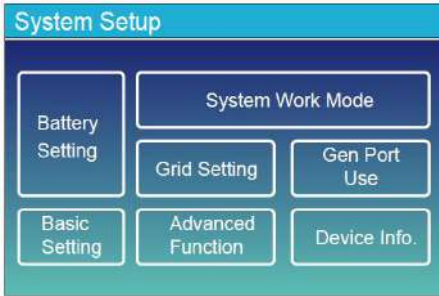 System Setup
Battery
Setting
System Work Mode
Grid Setting
Gen Port
Use
Basic
Setting
Advanced
Function
Device Info.